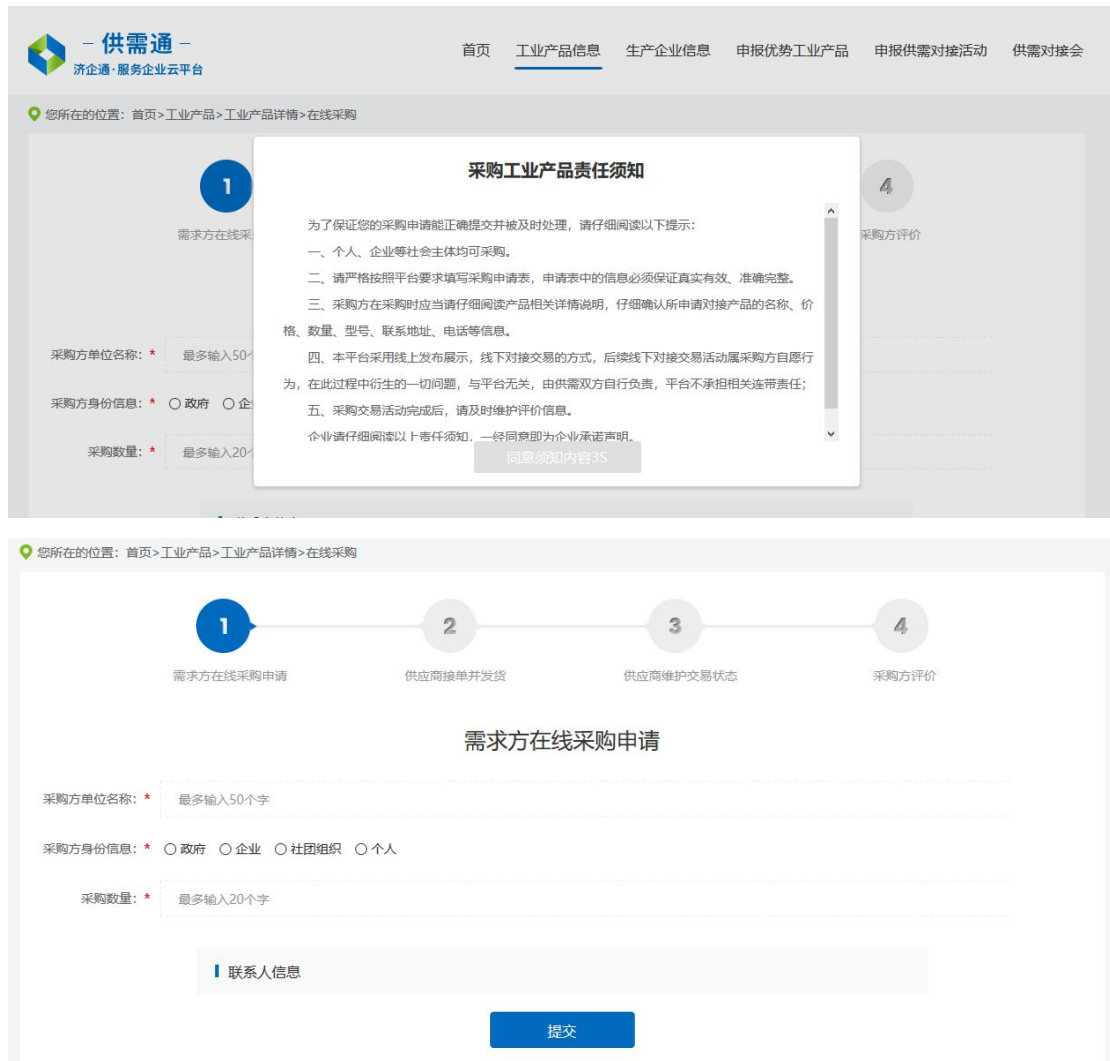 - 供需通 -
济企通·服务企业云平台
首页 工业产品信息 生产企业信息 申报优势工业产品 申报供需对接活动 供需对接会
您所在的位置：首页>工业产品>工业产品详情>在线采购
采购工业产品责任须知
1
4
需求方在线采
采购方评价
为了保证您的采购申请能正确提交并被及时处理，请仔细阅读以下提示：
一、个人、企业等社会主体均可采购。
二、请严格按照平台要求填写采购申请表，申请表中的信息必须保证真实有效、准确完整。
三、采购方在采购时应当请仔细阅读产品相关详情说明，仔细确认所申请对接产品的名称、价
格、数量、型号、联系地址、电话等信息。
四、本平台采用线上发布展示，线下对接交易的方式，后续线下对接交易活动属采购方自愿行
为，在此过程中衍生的一切问题，与平台无关，由供需双方自行负责，平台不承担相关连带责任；
五、采购交易活动完成后，请及时维护评价信息。
企业请仔细阅读以上责任须知，一经同意即为企业承诺声明。
同意须知内容3S
采购方单位名称：* 最多输入50个
采购方身份信息：* 政府 企
采购数量：* 最多输入20个
您所在的位置：首页>工业产品>工业产品详情>在线采购
1 2 3 4
需求方在线采购申请 供应商接单并发货 供应商维护交易状态 采购方评价
需求方在线采购申请
采购方单位名称：* 最多输入50个字
采购方身份信息：* 政府 企业 社团组织 个人
采购数量：* 最多输入20个字
联系人信息
提交